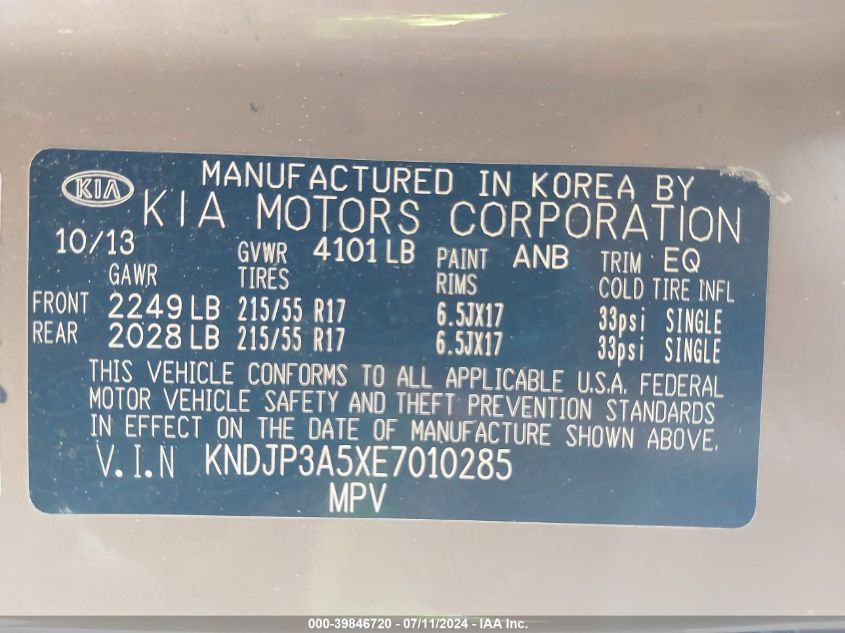 KIA
MANUFACTURED IN KOREA BY
KIA MOTORS CORPORATION
10/13 GVWR 4101 LB PAINT ANB TRIM EQ
GAWR TIRES RIMS COLD TIRE INFL
FRONT 2249 LB 215/55 R17 6.5JX17 33psi SINGLE
REAR 2028 LB 215/55 R17 6.5JX17 33psi SINGLE
THIS VEHICLE CONFORMS TO ALL APPLICABLE U.S.A. FEDERAL
MOTOR VEHICLE SAFETY AND THEFT PREVENTION STANDARDS
IN EFFECT ON THE DATE OF MANUFACTURE SHOWN ABOVE.
V.I.N KNDJP3A5XE7010285
MPV
000-39846720 - 07/11/2024 - IAA Inc.